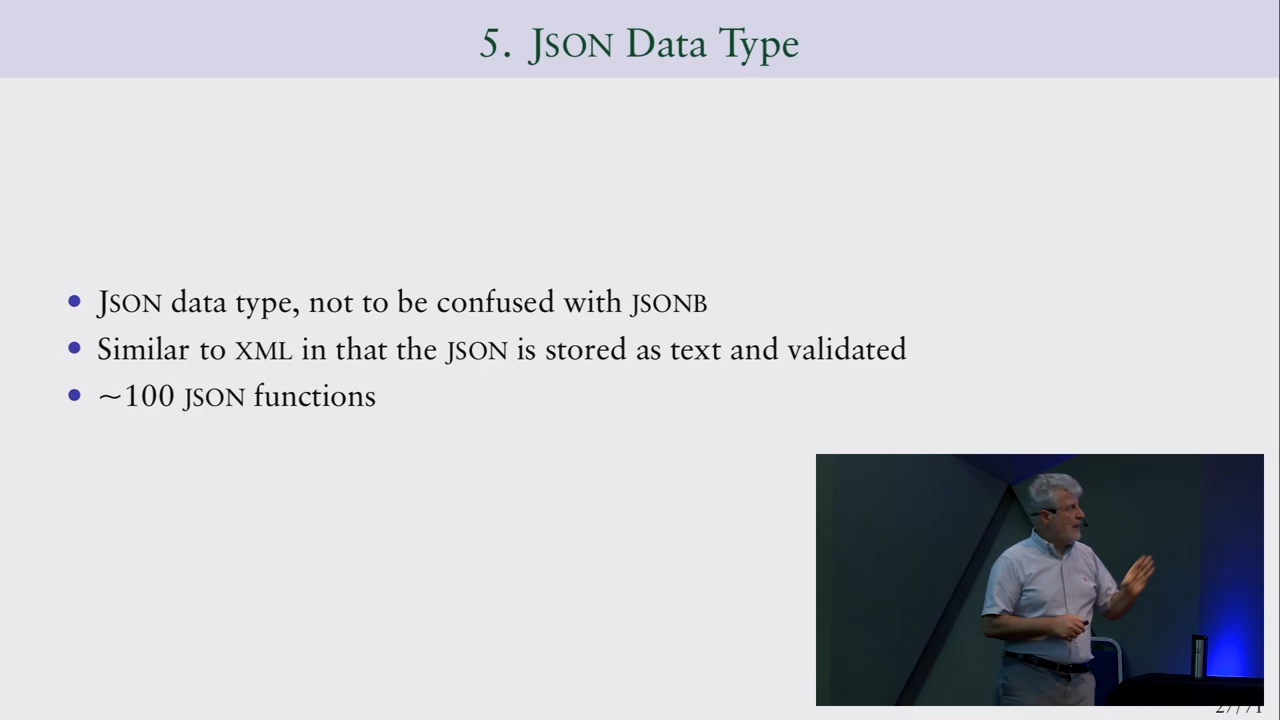 5. JSON Data Type
• JSON data type, not to be confused with JSONB
• Similar to XML in that the JSON is stored as text and validated
• ~100 JSON functions